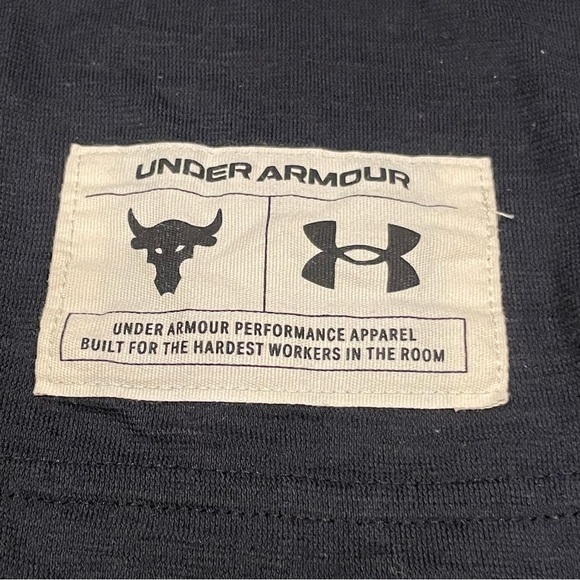 UNDER ARMOUR
UNDER ARMOUR PERFORMANCE APPAREL
BUILT FOR THE HARDEST WORKERS IN THE ROOM